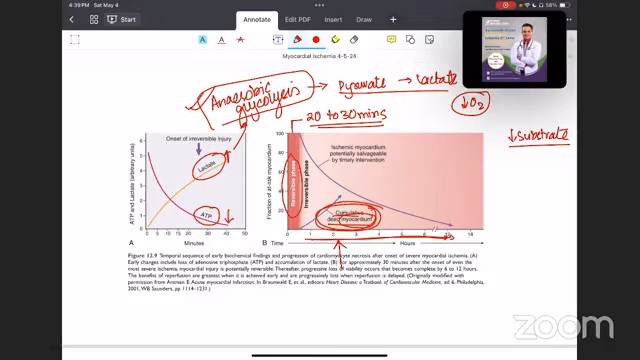 4:39 PM Sat May 4
58%
Annotate
Edit PDF
Insert
Draw
Myocardial Ischemia 4-5-24
Anaerobic glycolysis → Pyruvate → Lactate
↓O2
↓ Substrate
20 to 30 mins
Onset of irreversible injury
Lactate
ATP
ATP and Lactate (arbitrary units)
6
5
4
3
2
1
0
0 5 10 20 30 40 50
A
Minutes
Fraction of at-risk myocardium
100
80
60
40
20
Reversible phase
Irreversible phase
Ischemic myocardium
potentially salvageable
by timely intervention
Cumulative
dead myocardium
0 1 2 3 4 5 6 12 18
B
Time
Hours
Figure 12.9 Temporal sequence of early biochemical findings and progression of cardiomyocyte necrosis after onset of severe myocardial ischemia. (A)
Early changes include loss of adenosine triphosphate (ATP) and accumulation of lactate. (B) For approximately 30 minutes after the onset of even the
most severe ischemia, myocardial injury is potentially reversible. Thereafter, progressive loss of viability occurs that becomes complete by 6 to 12 hours.
The benefits of reperfusion are greatest when it is achieved early and are progressively lost when reperfusion is delayed. (Originally modified with
permission from Antman E: Acute myocardial infarction, in Braunwald E, et al., editors: Heart Disease: a Textbook of Cardiovascular Medicine, ed 6. Philadelphia,
2001, WB Saunders, pp 1114–1231.)
zoom